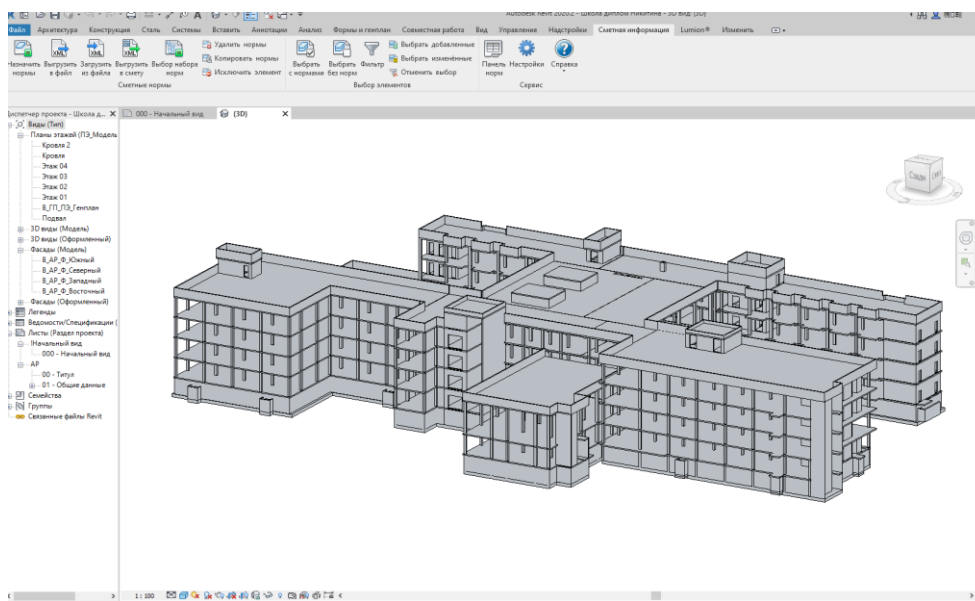 Autodesk Revit 2020.2 - Школа диплом Никитина - 3D вид: {3D}
Файл Архитектура Конструкция Сталь Системы Вставить Аннотации Анализ Формы и генплан Совместная работа Вид Управление Надстройки Сметная информация Lumion® Изменить
Назначить нормы
Выгрузить в файл
Загрузить из файла
Выгрузить в смету
Выбор набора норм
Удалить нормы
Копировать нормы
Исключить элемент
Выбрать с нормами
Выбрать без норм
Фильтр
Выбрать добавленные
Выбрать изменённые
Отменить выбор
Панель норм
Настройки
Справка
Сметные нормы
Выбор элементов
Сервис
Диспетчер проекта - Школа д...
000 - Начальный вид
{3D}
Виды (Тип)
Планы этажей (ПЭ_Модель
Кровля 2
Кровля
Этаж 04
Этаж 03
Этаж 02
Этаж 01
В_ГП_ПЭ_Генплан
Подвал
3D виды (Модель)
3D виды (Оформленный)
Фасады (Модель)
В_АР_Ф_Южный
В_АР_Ф_Северный
В_АР_Ф_Западный
В_АР_Ф_Восточный
Фасады (Оформленный)
Легенды
Ведомости/Спецификации (
Листы (Раздел проекта)
!Начальный вид
000 - Начальный вид
АР
00 - Титул
01 - Общие данные
Семейства
Группы
Связанные файлы Revit
Сзади
1 : 100